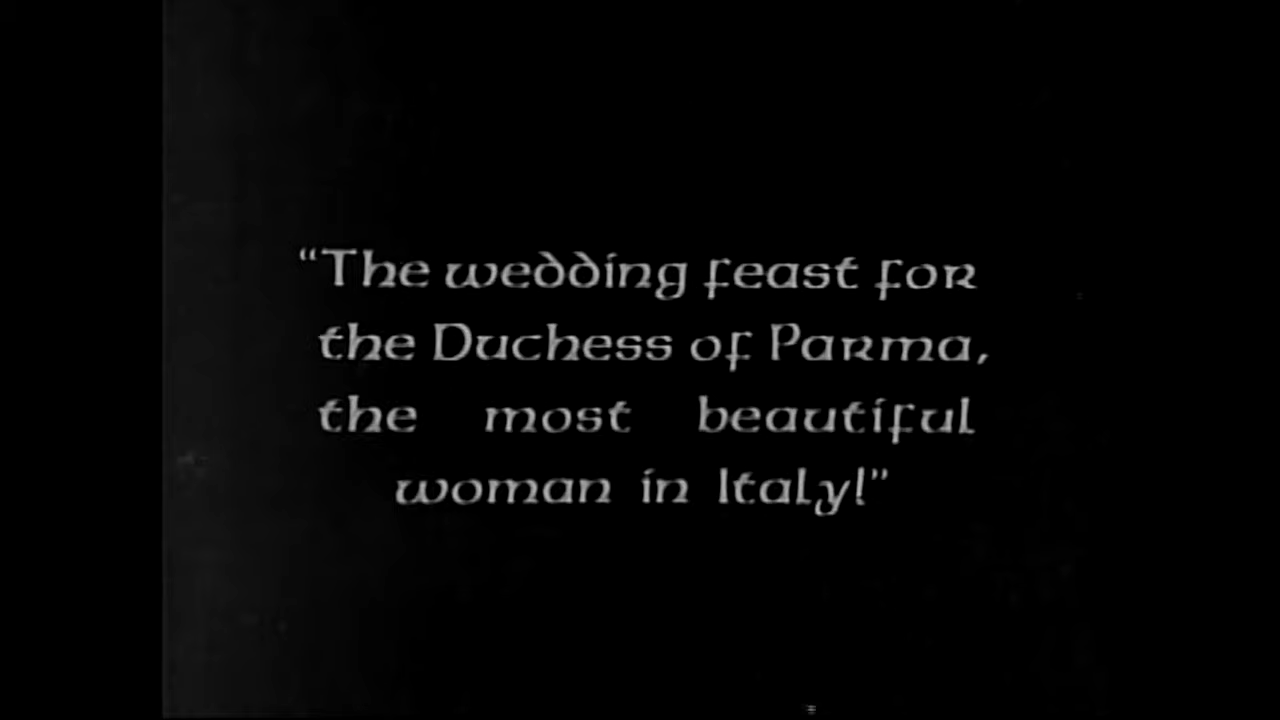 “The wedding feast for
the Duchess of Parma,
the most beautiful
woman in Italy!”